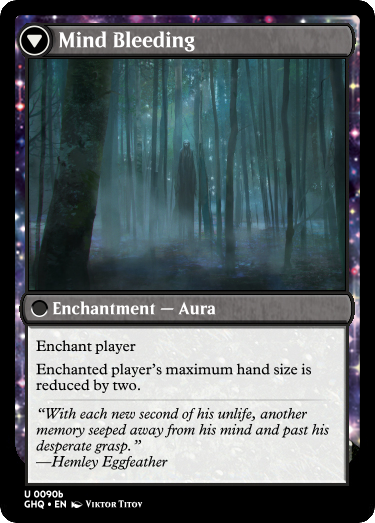 Mind Bleeding
Enchantment — Aura
Enchant player
Enchanted player's maximum hand size is
reduced by two.
“With each new second of his unlife, another
memory seeped away from his mind and past his
desperate grasp.”
—Hemley Eggfeather
U 0090b
GHQ • EN Viktor Titov